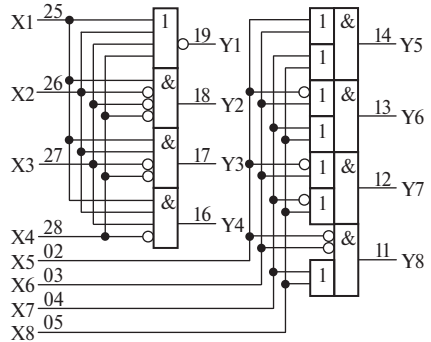 X1 25
1
19 Y1
X2 26
&
18 Y2
X3 27
&
17 Y3
&
16 Y4
X4 28
X5 02
X6 03
X7 04
X8 05
1 &
1
14 Y5
1 &
1
13 Y6
1 &
1
12 Y7
&
1
11 Y8